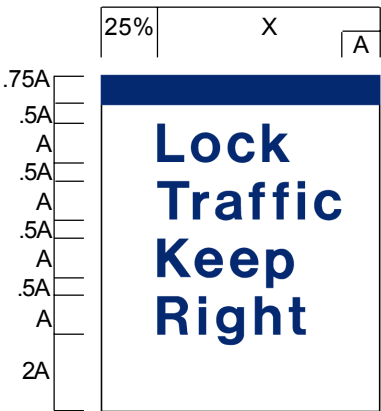 25% X
A
.75A
.5A
A
.5A
A
.5A
A
.5A
A
2A
Lock
Traffic
Keep
Right